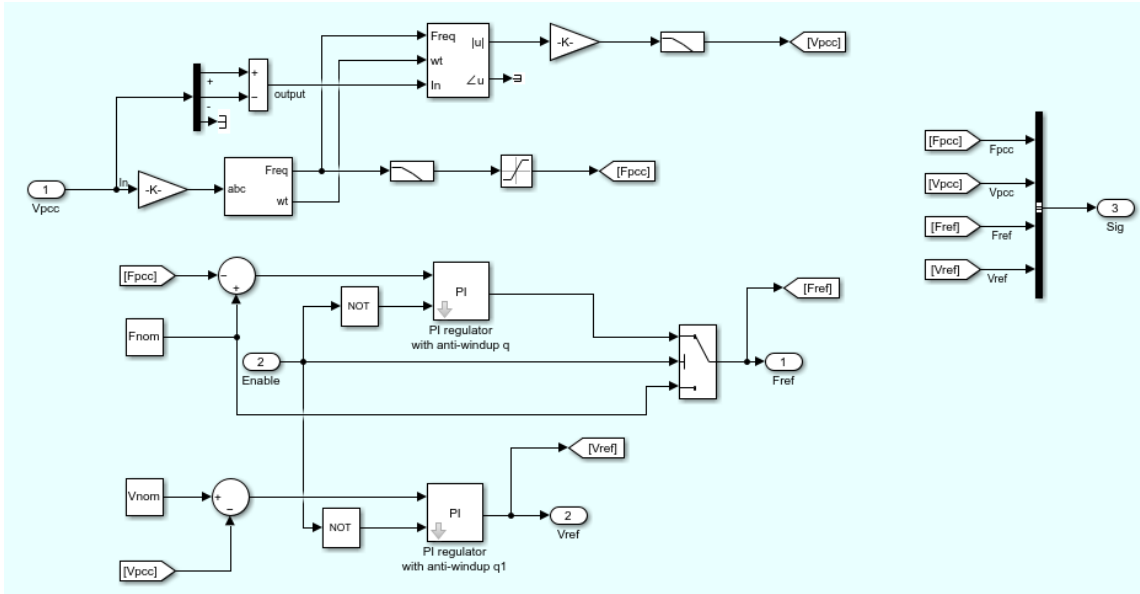 Freq
|u|
wt
∠u
In
-K-
[Vpcc]
+
−
+
-
output
1
Vpcc
In
-K-
abc
Freq
wt
[Fpcc]
[Fpcc]
Fpcc
[Vpcc]
Vpcc
[Fref]
Fref
[Vref]
Vref
3
Sig
[Fpcc]
−
+
Fnom
NOT
PI
PI regulator
with anti-windup q
2
Enable
[Fref]
1
Fref
Vnom
+
−
[Vpcc]
NOT
PI
PI regulator
with anti-windup q1
[Vref]
2
Vref